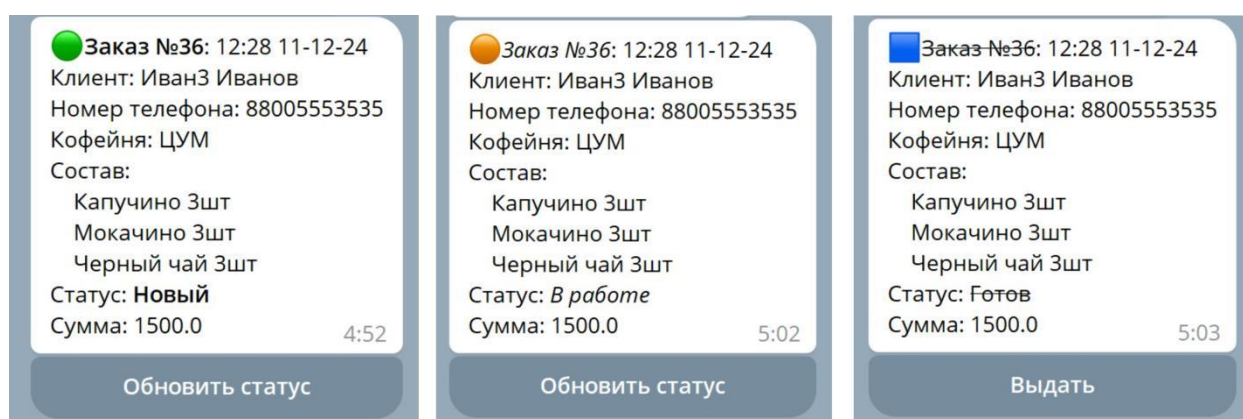 Заказ №36: 12:28 11-12-24
Клиент: Иван3 Иванов
Номер телефона: 88005553535
Кофейня: ЦУМ
Состав:
Капучино 3шт
Мокачино 3шт
Черный чай 3шт
Статус: Новый
Сумма: 1500.0
4:52
Обновить статус
Заказ №36: 12:28 11-12-24
Клиент: Иван3 Иванов
Номер телефона: 88005553535
Кофейня: ЦУМ
Состав:
Капучино 3шт
Мокачино 3шт
Черный чай 3шт
Статус: В работе
Сумма: 1500.0
5:02
Обновить статус
Заказ №36: 12:28 11-12-24
Клиент: Иван3 Иванов
Номер телефона: 88005553535
Кофейня: ЦУМ
Состав:
Капучино 3шт
Мокачино 3шт
Черный чай 3шт
Статус: Готов
Сумма: 1500.0
5:03
Выдать